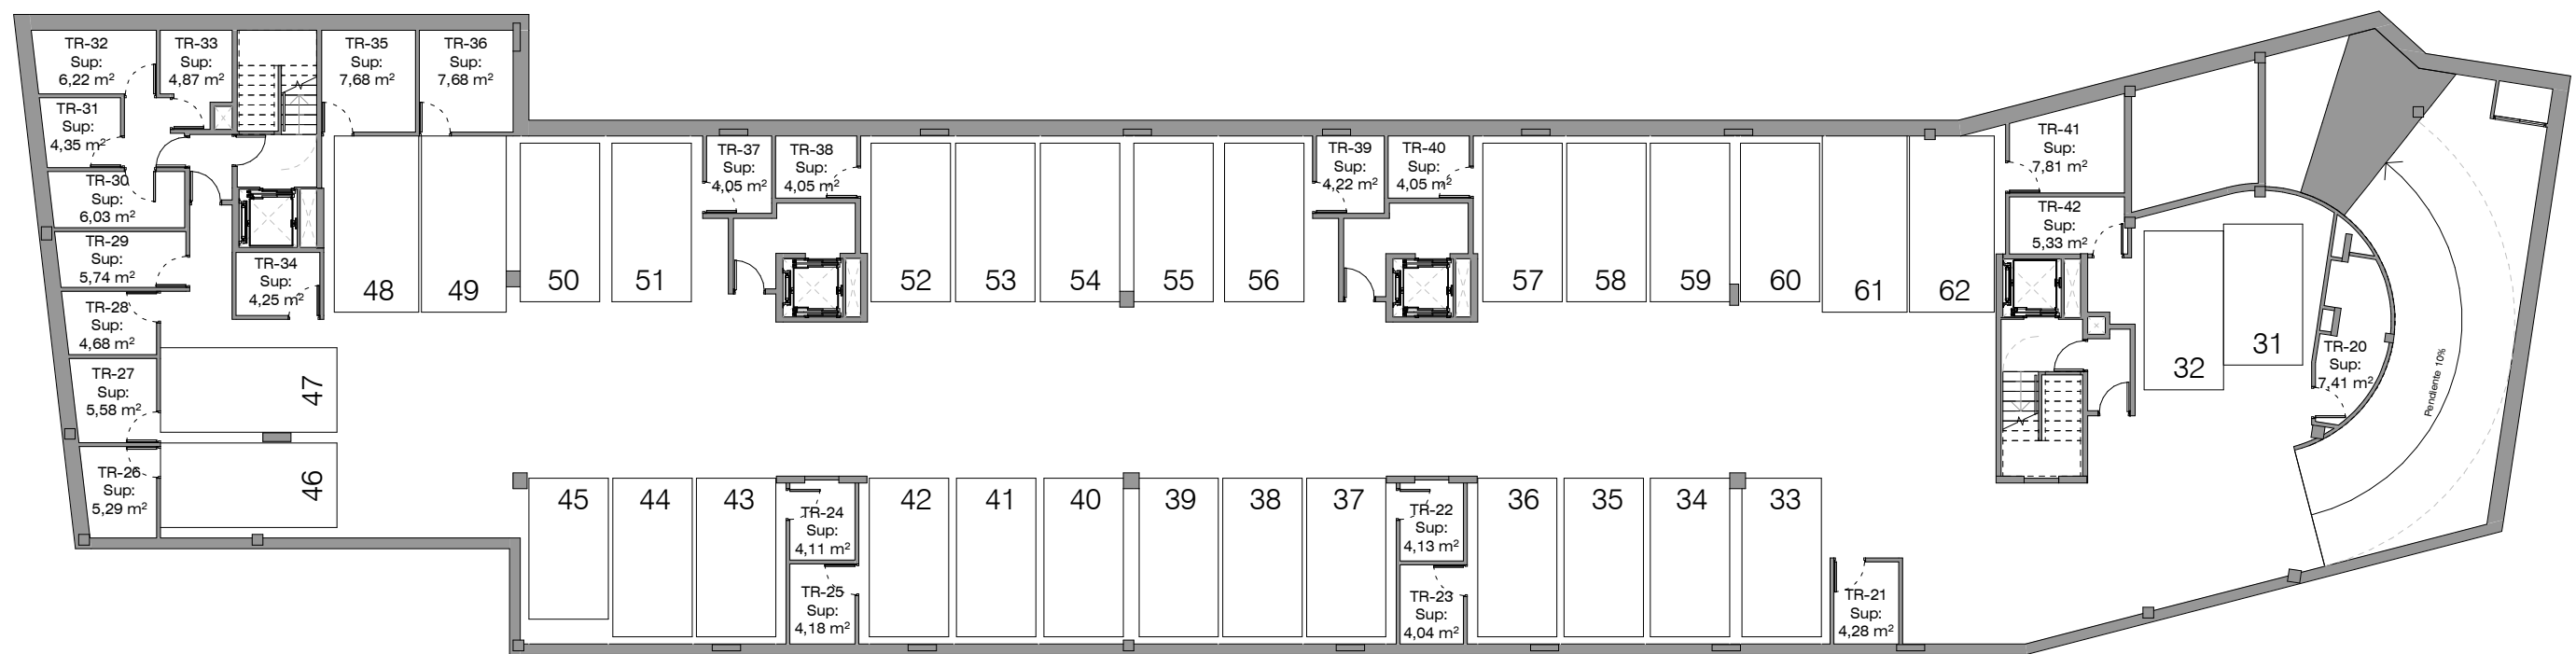 TR-32
Sup:
6,22 m²
TR-33
Sup:
4,87 m²
TR-35
Sup:
7,68 m²
TR-36
Sup:
7,68 m²
TR-31
Sup:
4,35 m²
TR-30
Sup:
6,03 m²
TR-29
Sup:
5,74 m²
TR-34
Sup:
4,25 m²
TR-28
Sup:
4,68 m²
TR-27
Sup:
5,58 m²
TR-26
Sup:
5,29 m²
48
49
50
51
TR-37
Sup:
4,05 m²
TR-38
Sup:
4,05 m²
52
53
54
55
56
TR-39
Sup:
4,22 m²
TR-40
Sup:
4,05 m²
57
58
59
60
61
62
TR-41
Sup:
7,81 m²
TR-42
Sup:
5,33 m²
32
31
TR-20
Sup:
7,41 m²
Pendiente 10%
47
46
45
44
43
TR-24
Sup:
4,11 m²
TR-25
Sup:
4,18 m²
42
41
40
39
38
37
TR-22
Sup:
4,13 m²
TR-23
Sup:
4,04 m²
36
35
34
33
TR-21
Sup:
4,28 m²